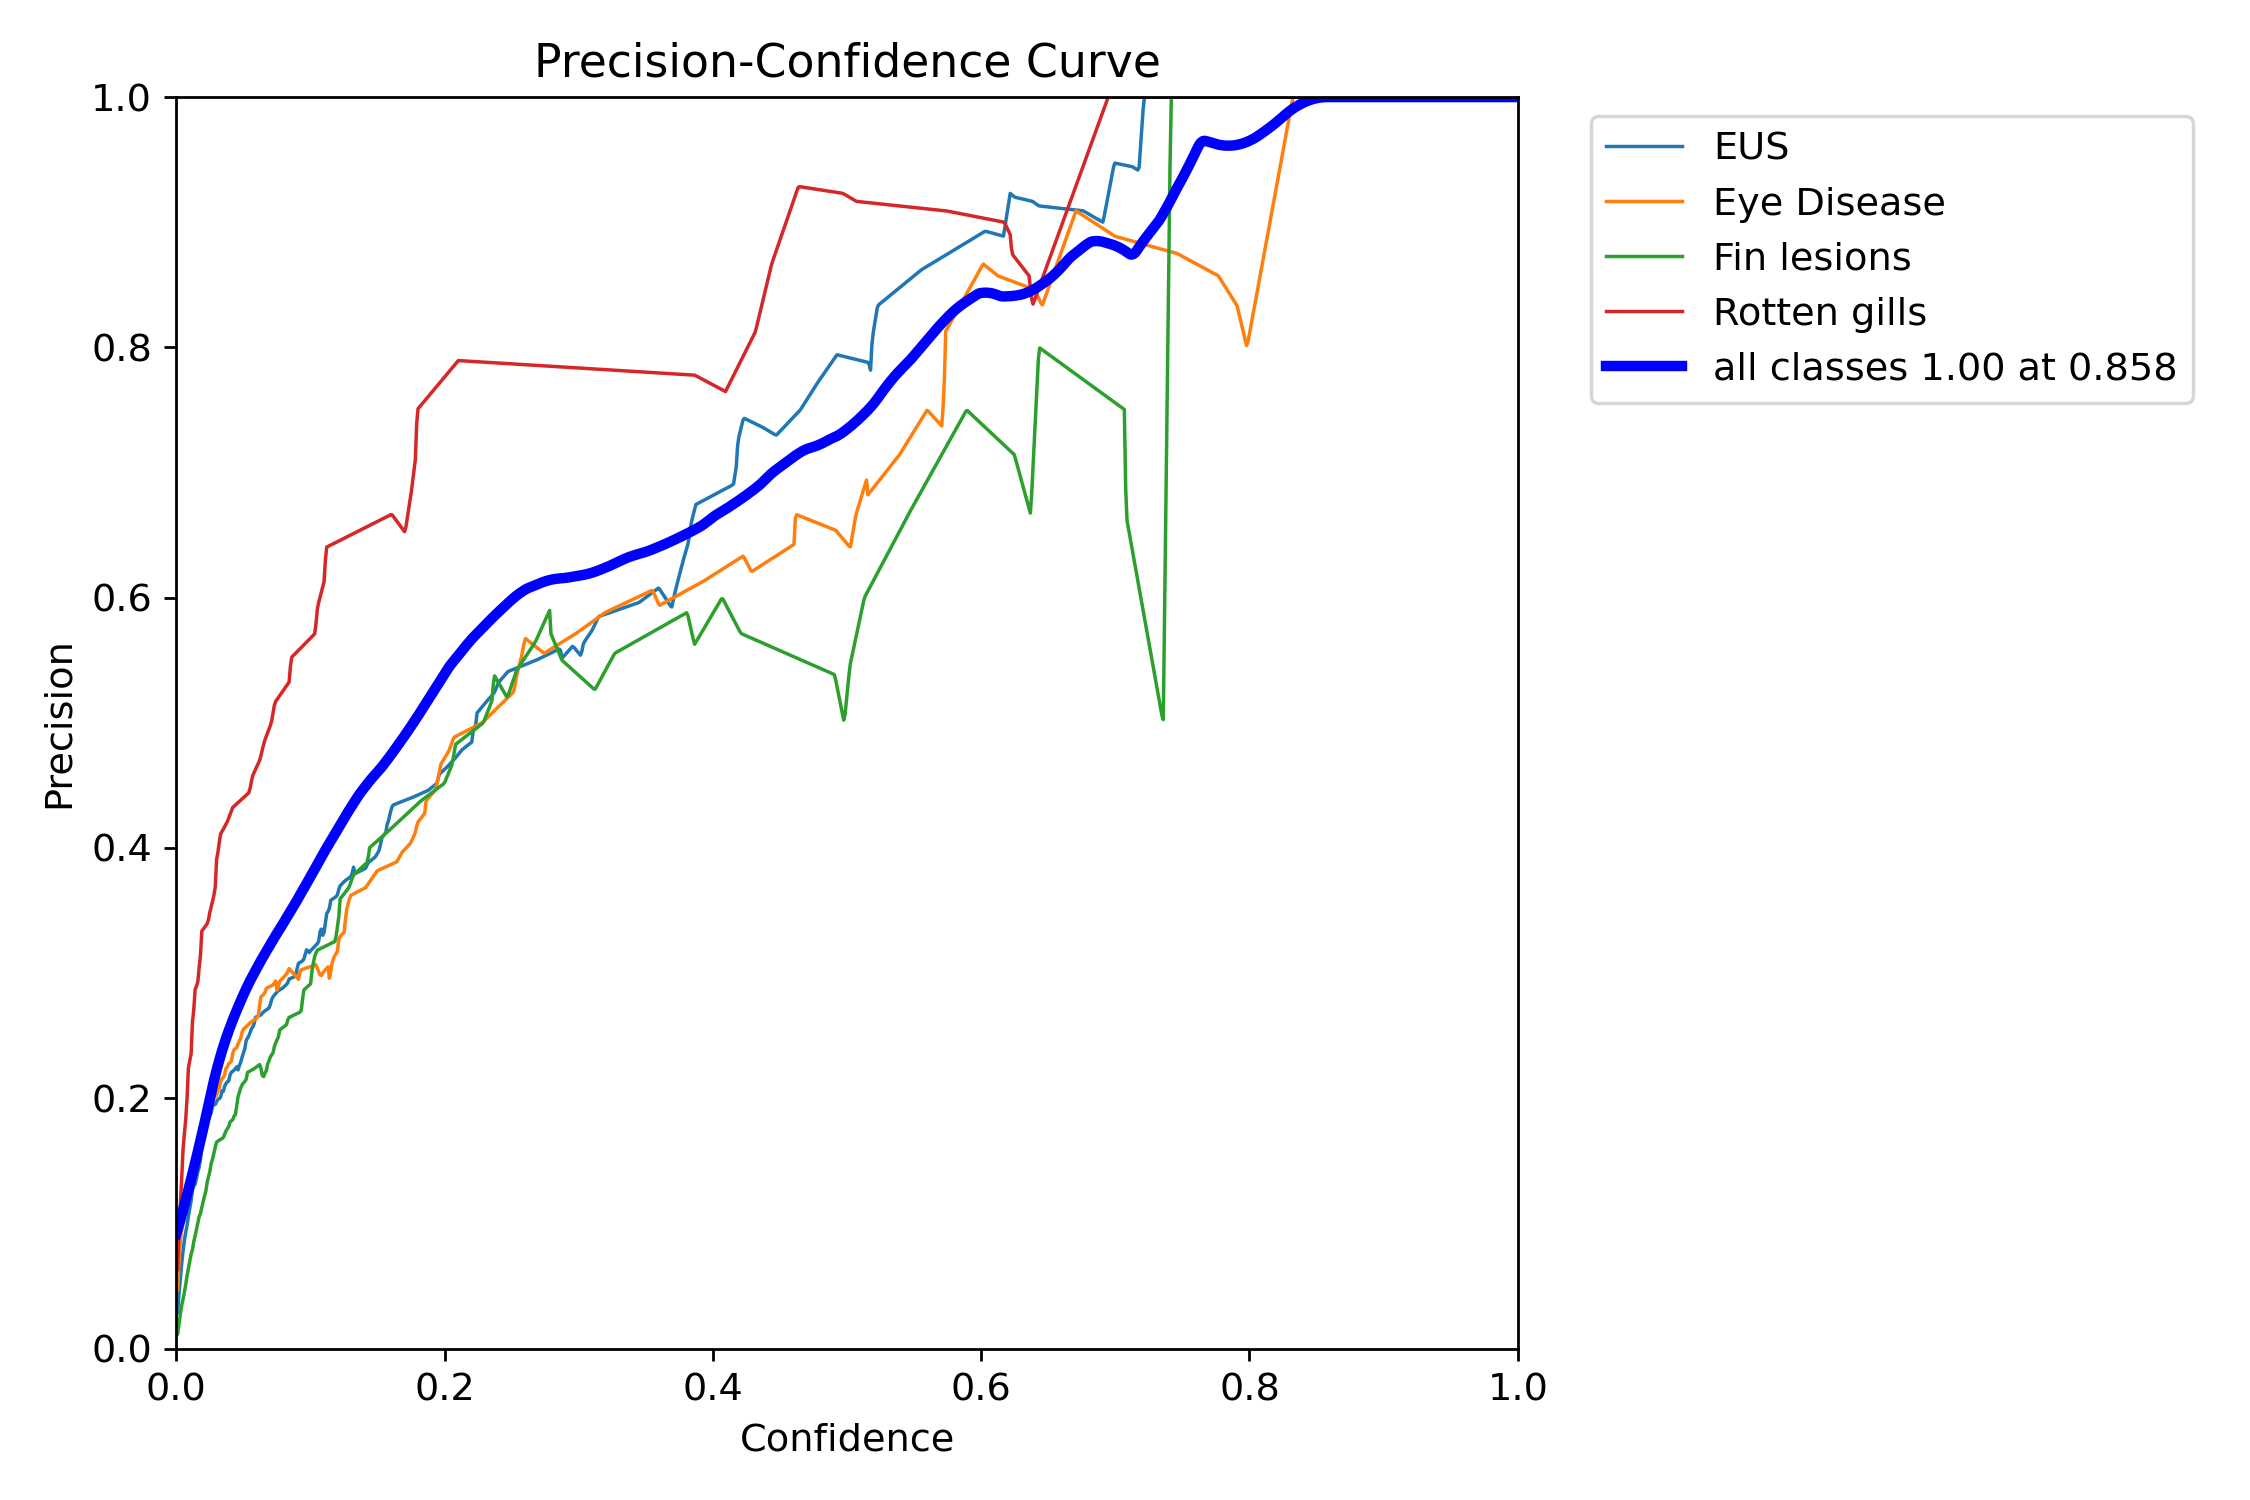 Precision-Confidence Curve
1.0
0.8
0.6
0.4
0.2
0.0
Precision
0.0 0.2 0.4 0.6 0.8 1.0
Confidence
EUS
Eye Disease
Fin lesions
Rotten gills
all classes 1.00 at 0.858